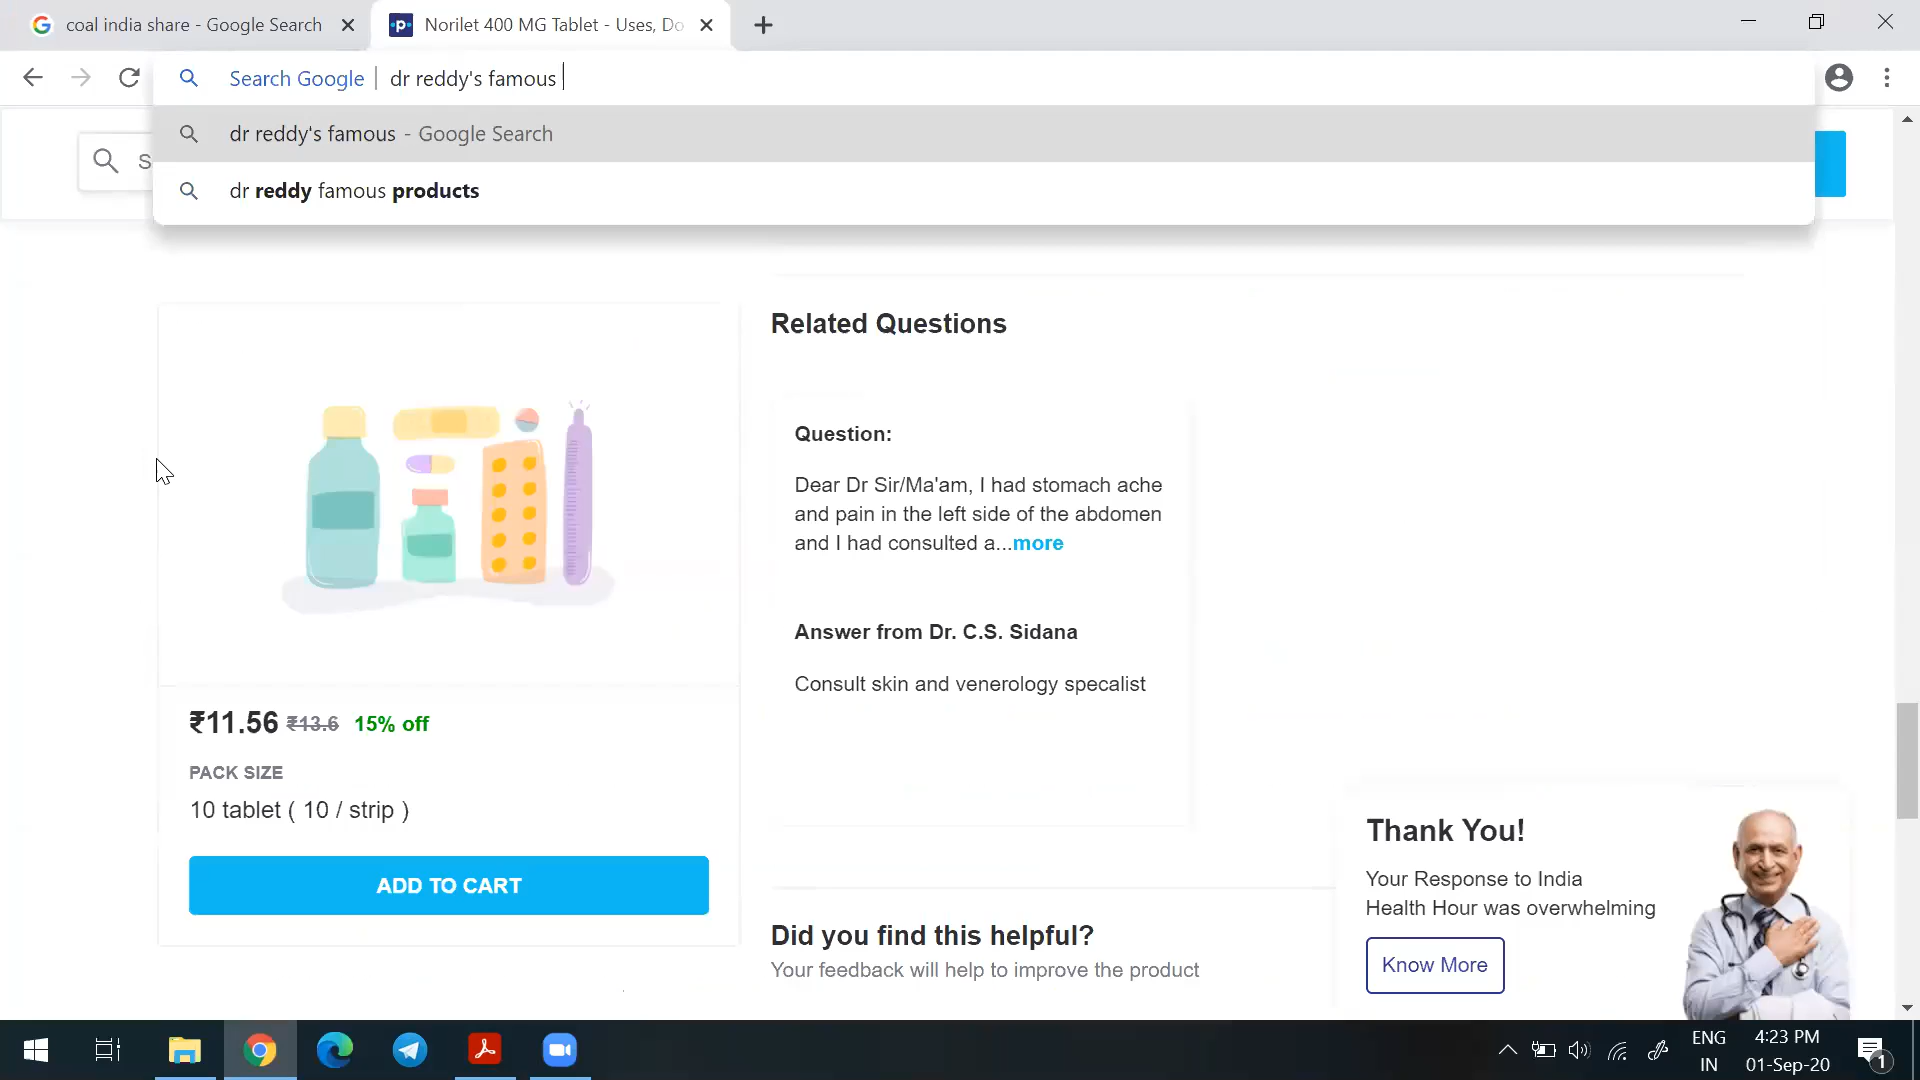 coal india share - Google Search
Norilet 400 MG Tablet - Uses, Do
Search Google | dr reddy's famous
dr reddy's famous - Google Search
S
dr reddy famous products
Related Questions
Question:
Dear Dr Sir/Ma'am, I had stomach ache
and pain in the left side of the abdomen
and I had consulted a...more
Answer from Dr. C.S. Sidana
Consult skin and venerology specalist
₹11.56 ₹13.6 15% off
PACK SIZE
10 tablet ( 10 / strip )
ADD TO CART
Did you find this helpful?
Your feedback will help to improve the product
Thank You!
Your Response to India
Health Hour was overwhelming
Know More
ENG
IN
4:23 PM
01-Sep-20
1